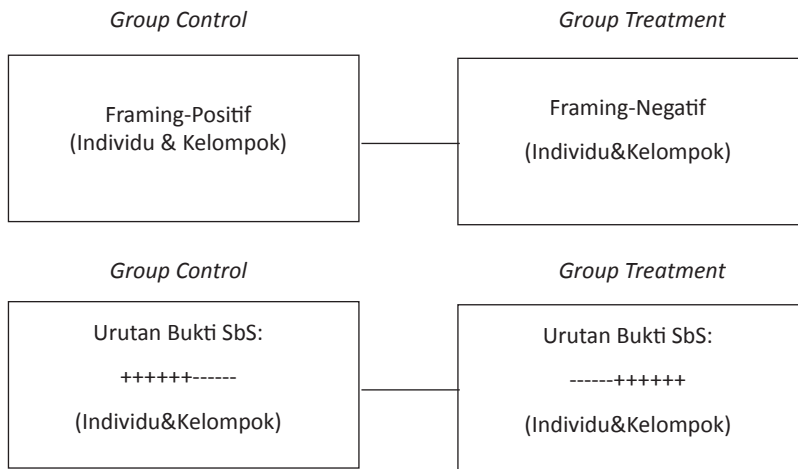 Group Control
Group Treatment
Framing-Positif
(Individu & Kelompok)
Framing-Negatif
(Individu&Kelompok)
Group Control
Group Treatment
Urutan Bukti SbS:
++++++------
(Individu&Kelompok)
Urutan Bukti SbS:
------++++++
(Individu&Kelompok)